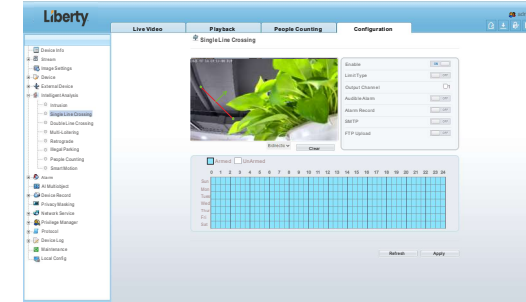 Liberty
Live Video
Playback
People Counting
Configuration
Single Line Crossing
Device Info
Stream
Image Settings
Device
External Device
Intelligent Analysis
Intrusion
Single Line Crossing
Double Line Crossing
Multi-Loitering
Retrograde
Illegal Parking
People Counting
Smart Motion
Alarm
AI Multiobject
Device Record
Privacy Masking
Network Service
Privilege Manager
Protocol
Device Log
Maintenance
Local Config
Enable
Limit Type
Output Channel
Audible Alarm
Alarm Record
SMTP
FTP Upload
Clear
Armed UnArmed
0 1 2 3 4 5 6 7 8 9 10 11 12 13 14 15 16 17 18 19 20 21 22 23 24
Sun
Mon
Tues
Wed
Thur
Fri
Sat
Refresh
Apply